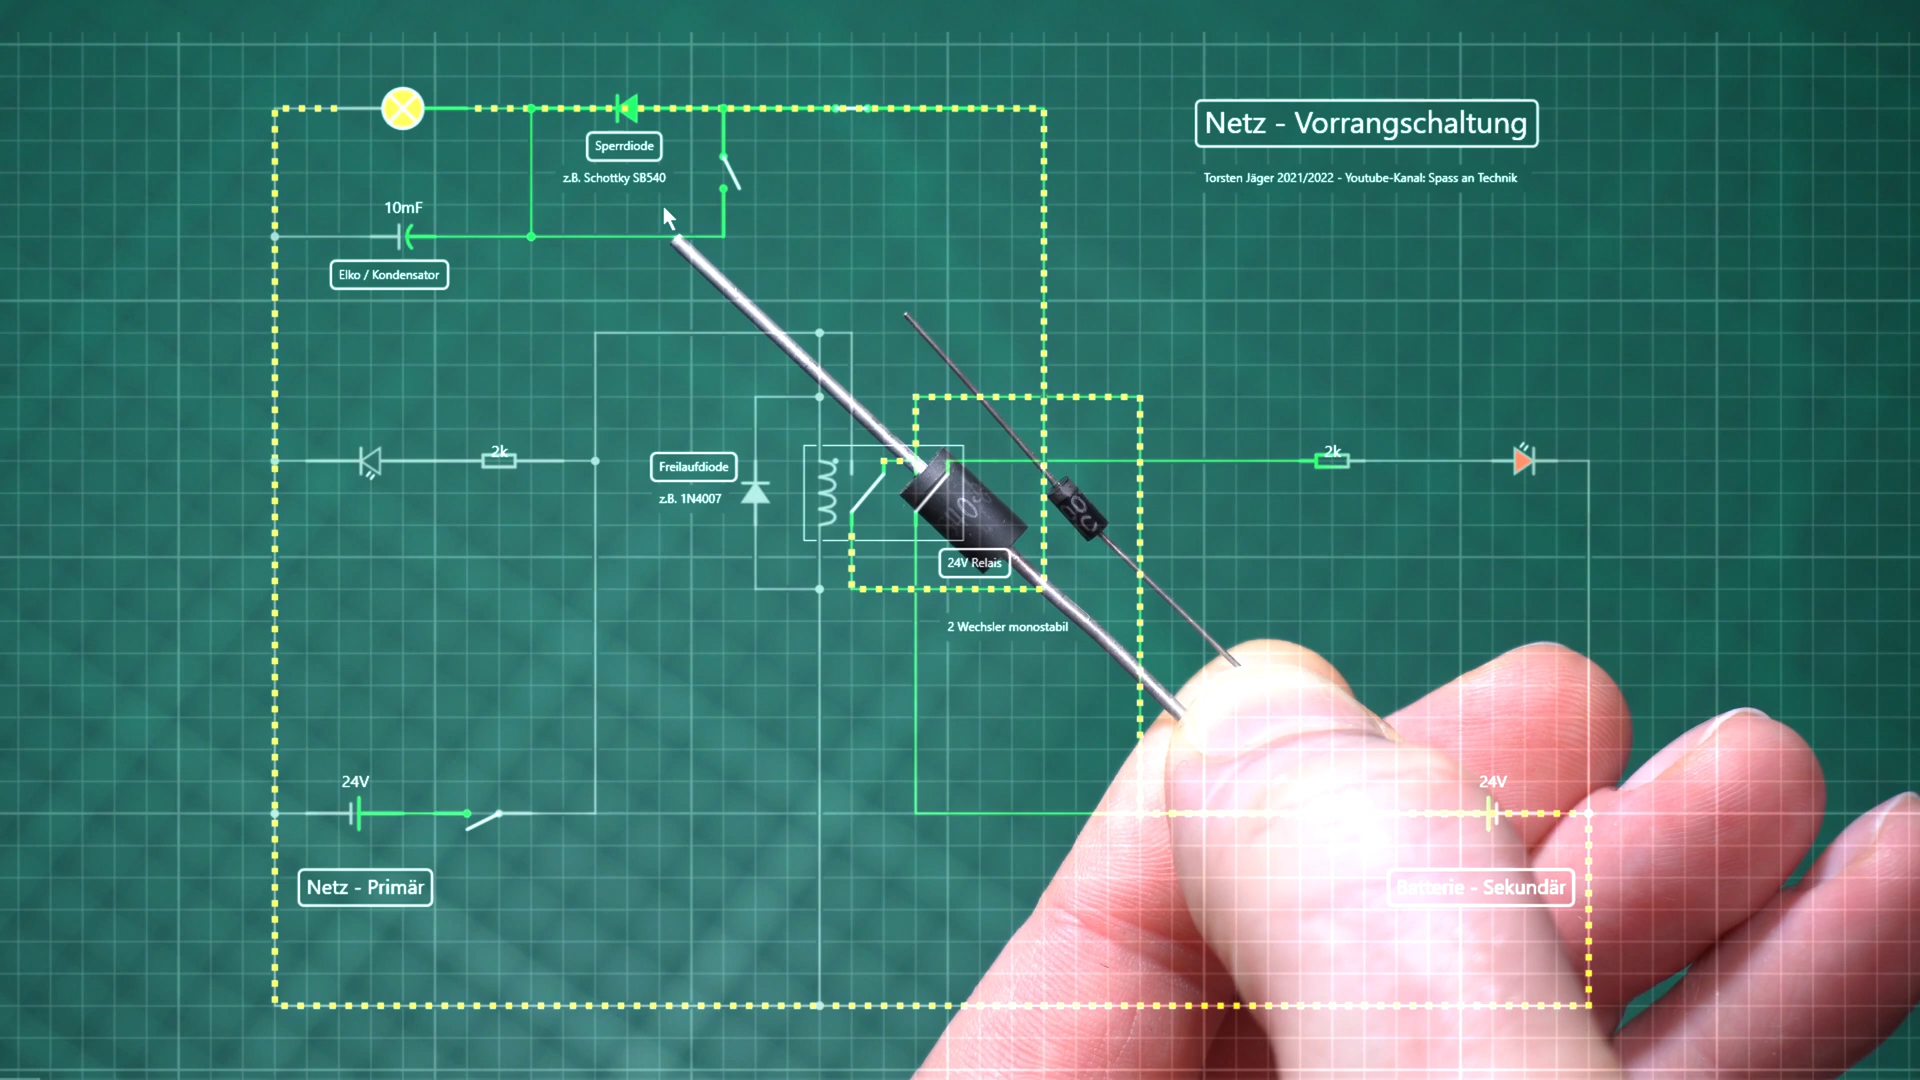 Netz - Vorrangschaltung
Torsten Jäger 2021/2022 - Youtube-Kanal: Spass an Technik
Sperrdiode
z.B. Schottky SB540
10mF
Elko / Kondensator
2k
Freilaufdiode
z.B. 1N4007
2k
24V Relais
2 Wechsler monostabil
24V
Netz - Primär
24V
Batterie - Sekundär